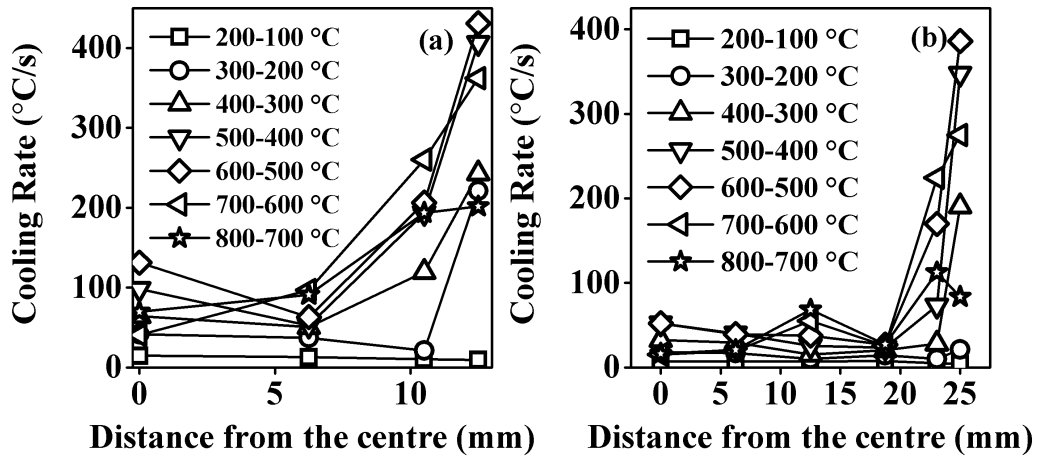 Cooling Rate (°C/s)
400
300
200
100
0
(a)
200-100 °C
300-200 °C
400-300 °C
500-400 °C
600-500 °C
700-600 °C
800-700 °C
0 5 10
Distance from the centre (mm)
Cooling Rate (°C/s)
400
300
200
100
0
(b)
200-100 °C
300-200 °C
400-300 °C
500-400 °C
600-500 °C
700-600 °C
800-700 °C
0 5 10 15 20 25
Distance from the centre (mm)